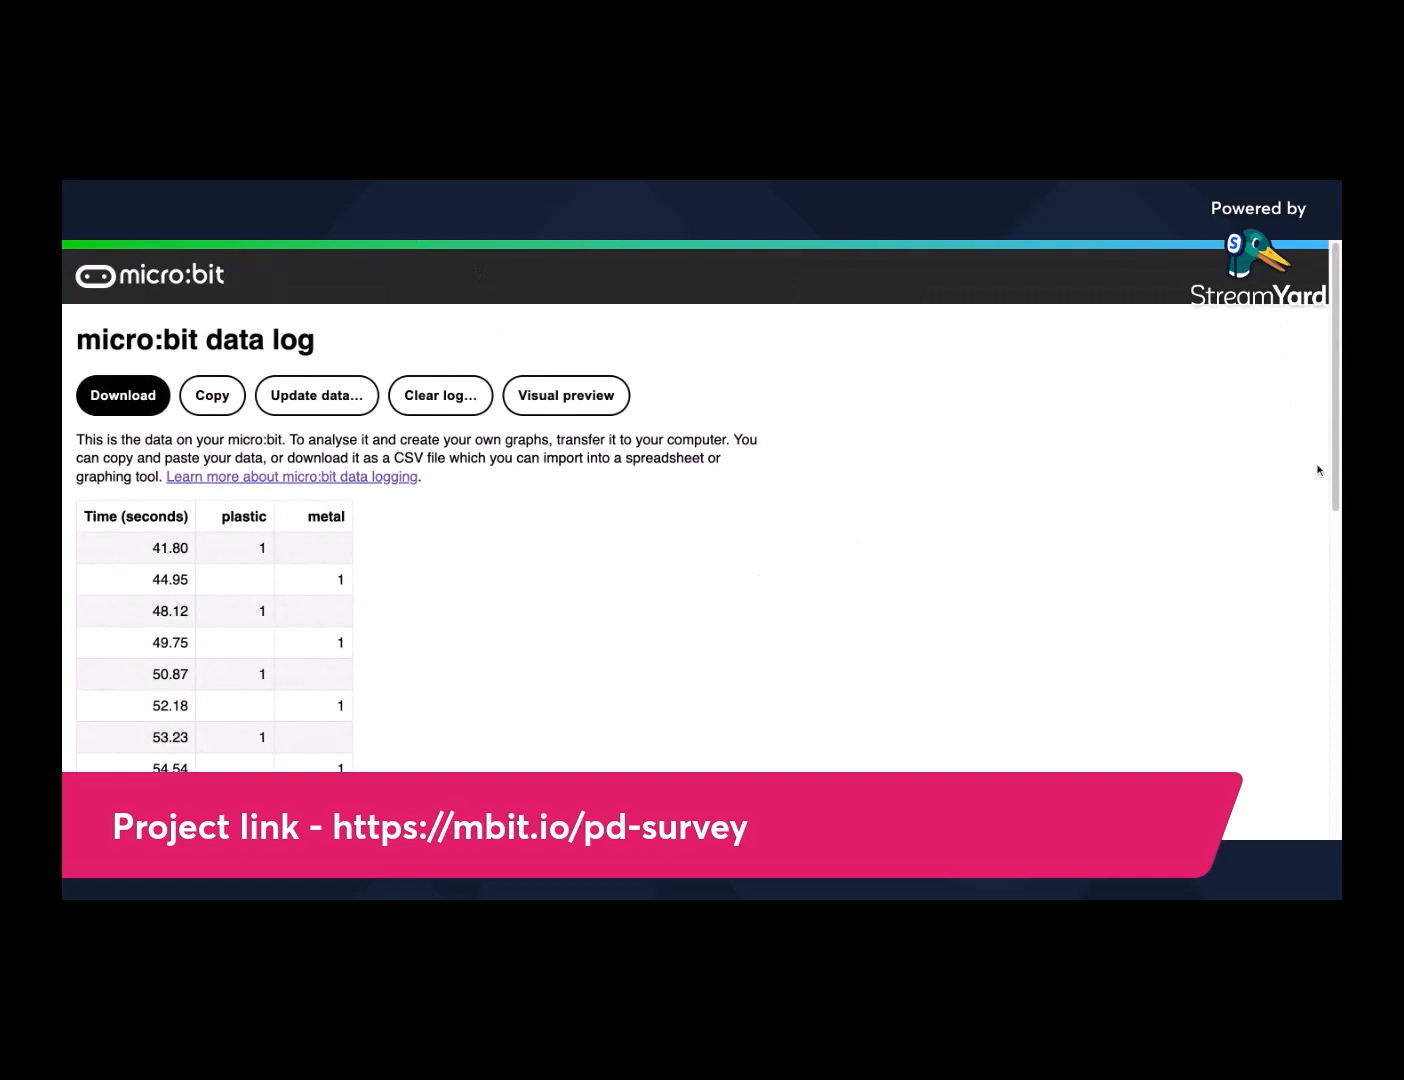 Powered by
S
StreamYard
micro:bit
micro:bit data log
Download Copy Update data... Clear log... Visual preview
This is the data on your micro:bit. To analyse it and create your own graphs, transfer it to your computer. You
can copy and paste your data, or download it as a CSV file which you can import into a spreadsheet or
graphing tool. Learn more about micro:bit data logging.
Time (seconds) plastic metal
41.80 1
44.95 1
48.12 1
49.75 1
50.87 1
52.18 1
53.23 1
54.54 1
Project link - https://mbit.io/pd-survey